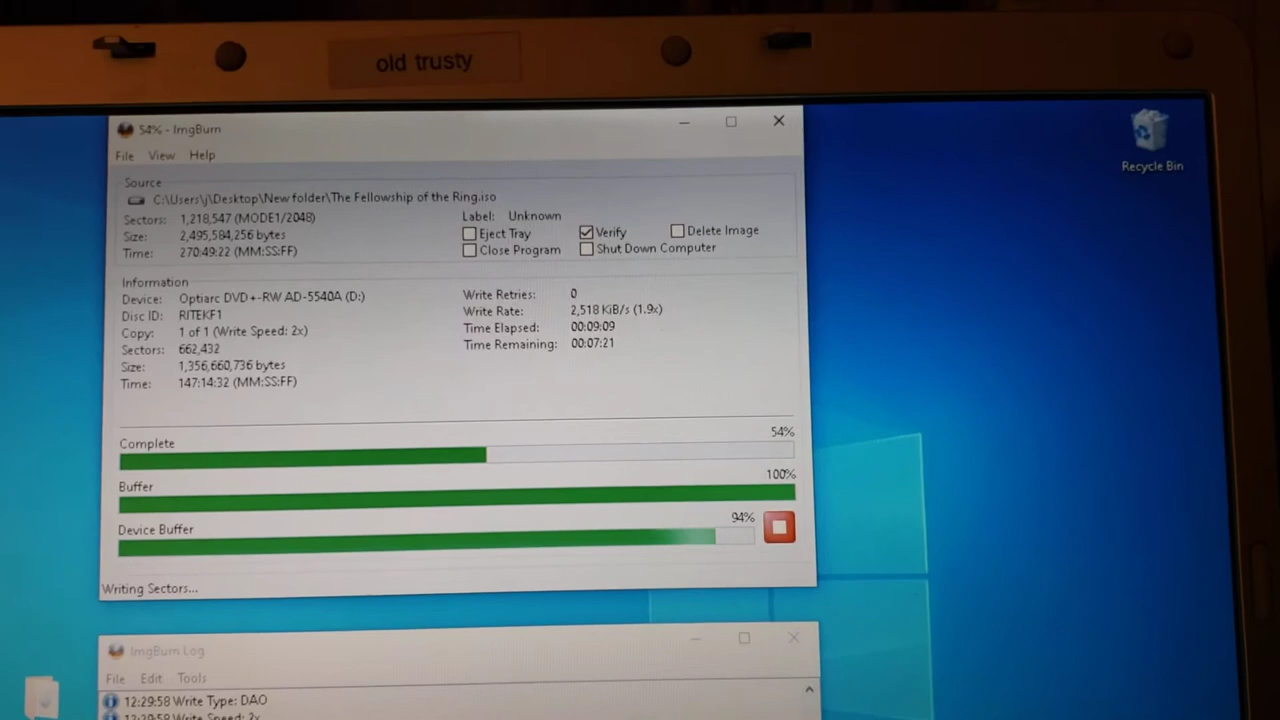 old trusty
54% - ImgBurn
File View Help
Recycle Bin
Source
C:\Users\j\Desktop\New folder\The Fellowship of the Ring.iso
Sectors: 1,218,547 (MODE1/2048)
Size: 2,495,584,256 bytes
Time: 270:49:22 (MM:SS:FF)
Label: Unknown
Eject Tray Verify Delete Image
Close Program Shut Down Computer
Information
Device: Optiarc DVD+-RW AD-5540A (D:)
Disc ID: RITEKF1
Copy: 1 of 1 (Write Speed: 2x)
Sectors: 662,432
Size: 1,356,660,736 bytes
Time: 147:14:32 (MM:SS:FF)
Write Retries: 0
Write Rate: 2,518 KiB/s (1.9x)
Time Elapsed: 00:09:09
Time Remaining: 00:07:21
Complete 54%
Buffer 100%
Device Buffer 94%
Writing Sectors...
ImgBurn Log
File Edit Tools
12:29:58 Write Type: DAO
12:29:58 Write Speed: 2x